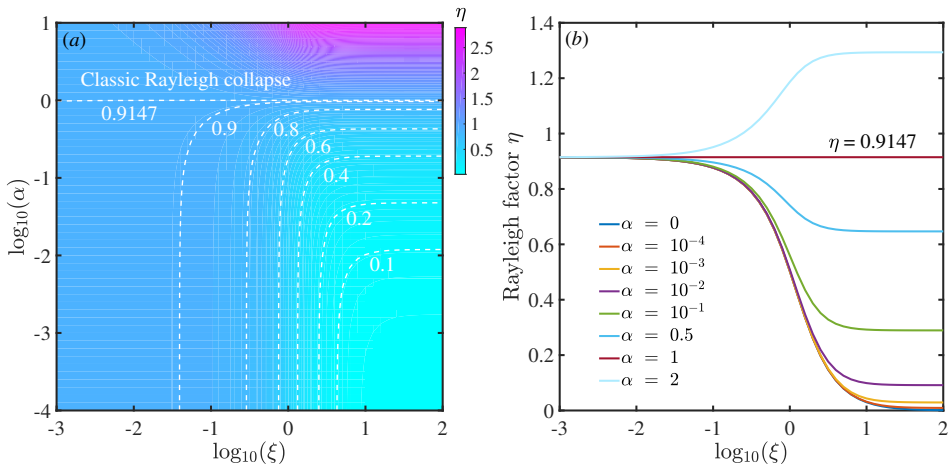 (a)
η
Classic Rayleigh collapse
0.9147
0.9
0.8
0.6
0.4
0.2
0.1
1
0
-1
-2
-3
-4
log₁₀(α)
-3
-2
-1
0
1
2
log₁₀(ξ)
2.5
2
1.5
1
0.5
(b)
η = 0.9147
α = 0
α = 10⁻⁴
α = 10⁻³
α = 10⁻²
α = 10⁻¹
α = 0.5
α = 1
α = 2
1.4
1.2
1
0.8
0.6
0.4
0.2
0
Rayleigh factor η
-3
-2
-1
0
1
2
log₁₀(ξ)